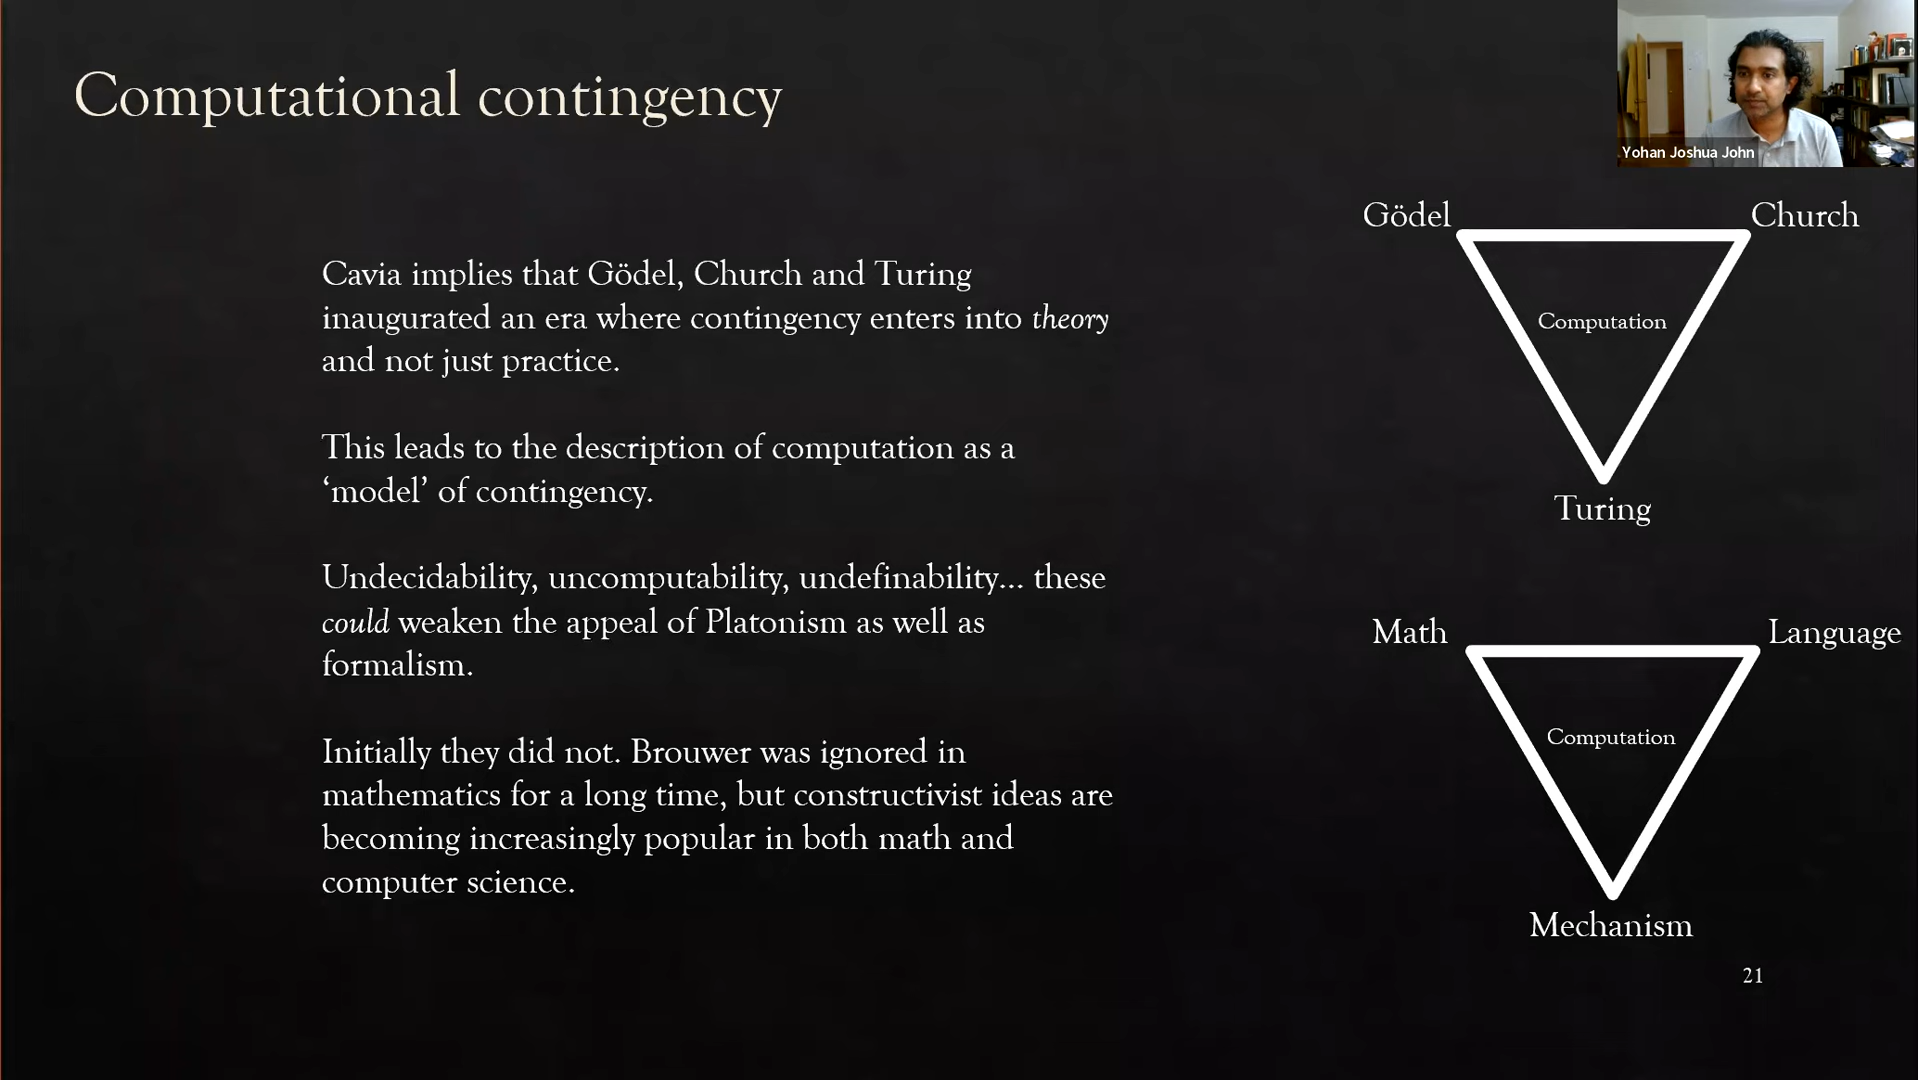 Computational contingency
Yohan Joshua John
Cavia implies that Gödel, Church and Turing
inaugurated an era where contingency enters into theory
and not just practice.
This leads to the description of computation as a
‘model’ of contingency.
Undecidability, uncomputability, undefinability... these
could weaken the appeal of Platonism as well as
formalism.
Initially they did not. Brouwer was ignored in
mathematics for a long time, but constructivist ideas are
becoming increasingly popular in both math and
computer science.
Gödel
Church
Computation
Turing
Math
Language
Computation
Mechanism
21